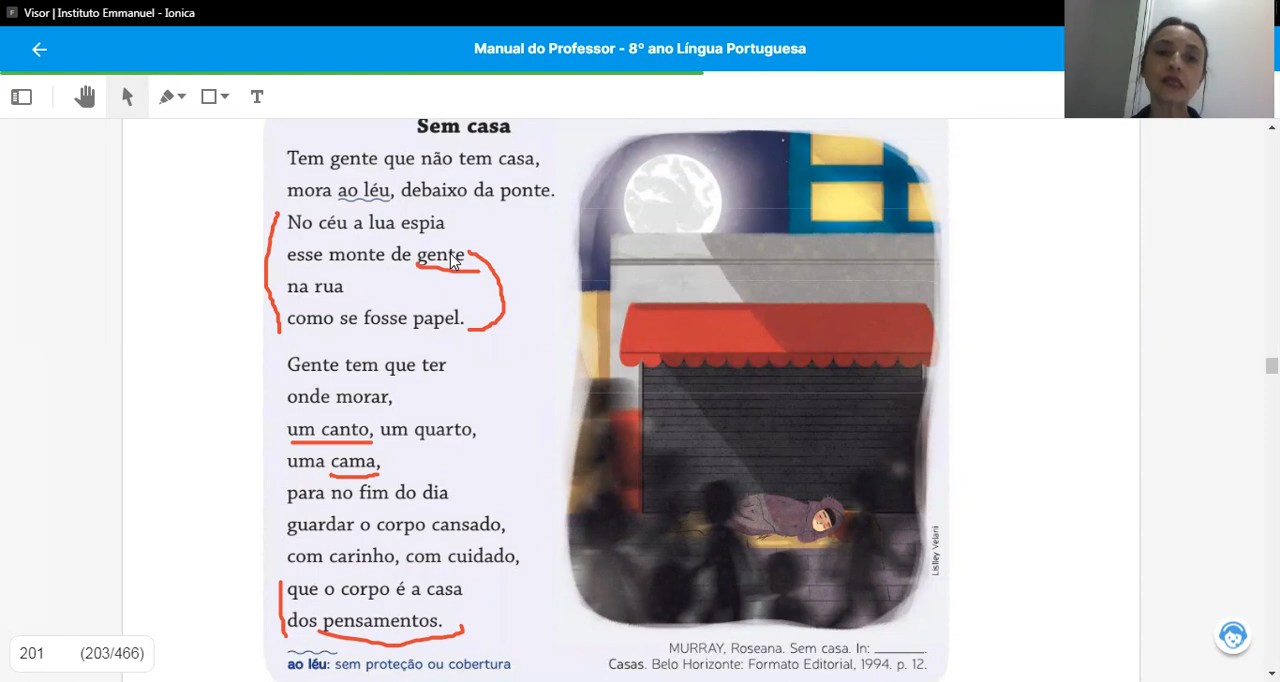 Visor | Instituto Emmanuel - Ionica
Manual do Professor - 8º ano Língua Portuguesa
T
Sem casa
Tem gente que não tem casa,
mora ao léu, debaixo da ponte.
No céu a lua espia
esse monte de gente
na rua
como se fosse papel.
Gente tem que ter
onde morar,
um canto, um quarto,
uma cama,
para no fim do dia
guardar o corpo cansado,
com carinho, com cuidado,
que o corpo é a casa
dos pensamentos.
ao léu: sem proteção ou cobertura
Lislley Velani
MURRAY, Roseana. Sem casa. In: ______.
Casas. Belo Horizonte: Formato Editorial, 1994. p. 12.
201 (203/466)